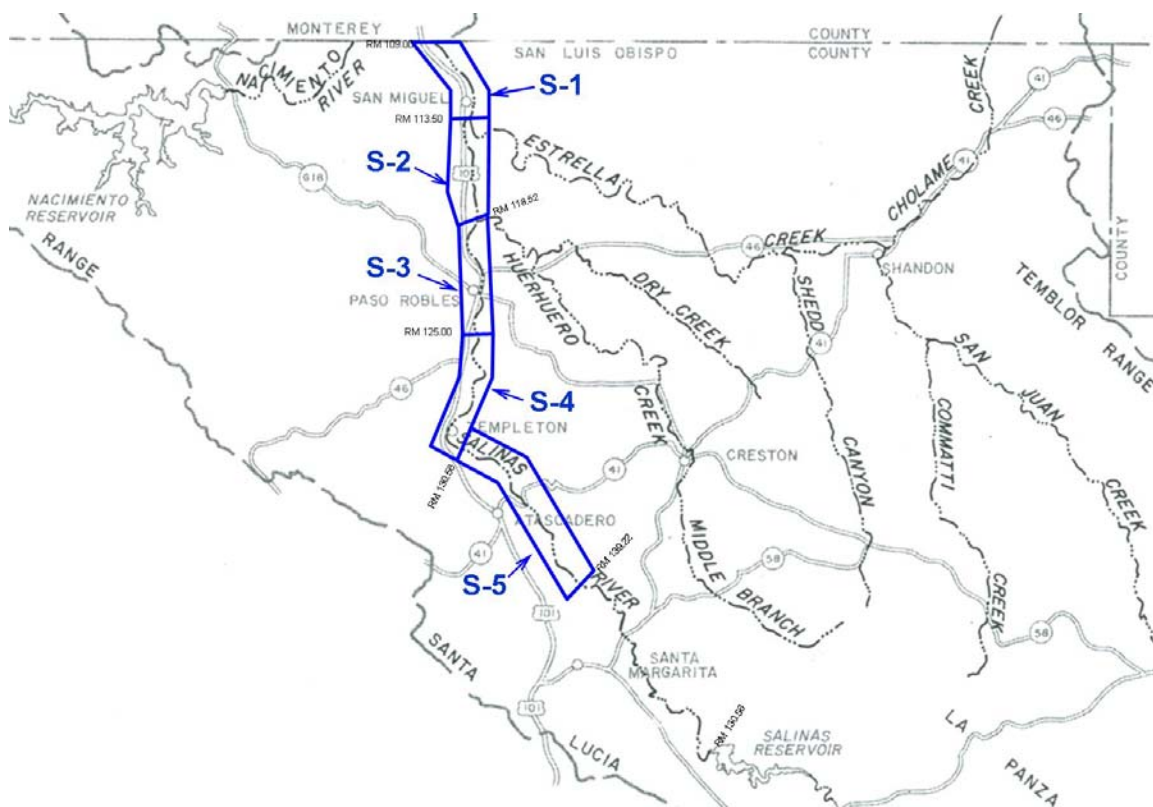 MONTEREY
COUNTY
RM 109.00
SAN LUIS OBISPO
COUNTY
NACIMIENTO
RIVER
S-1
41
CREEK
SAN MIGUEL
46
RM 113.50
ESTRELLA
41
CHOLAME
S-2
101
G18
NACIMIENTO
RESERVOIR
RM 118.52
CREEK
46
COUNTY
RANGE
HUERHUERO
SHANDON
S-3
DRY CREEK
SHEDD
TEMBLOR RANGE
PASO ROBLES
RM 125.00
41
SAN
46
JUAN
S-4
CREEK
COMMATTI
TEMPLETON
SALINAS
CANYON
CRESTON
41
CREEK
RM 130.58
ATASCADERO
MIDDLE
41
RM 139.22
58
S-5
RIVER
BRANCH
CREEK
101
58
SANTA
SANTA
MARGARITA
101
LA
SALINAS
RESERVOIR
LUCIA
PANZA